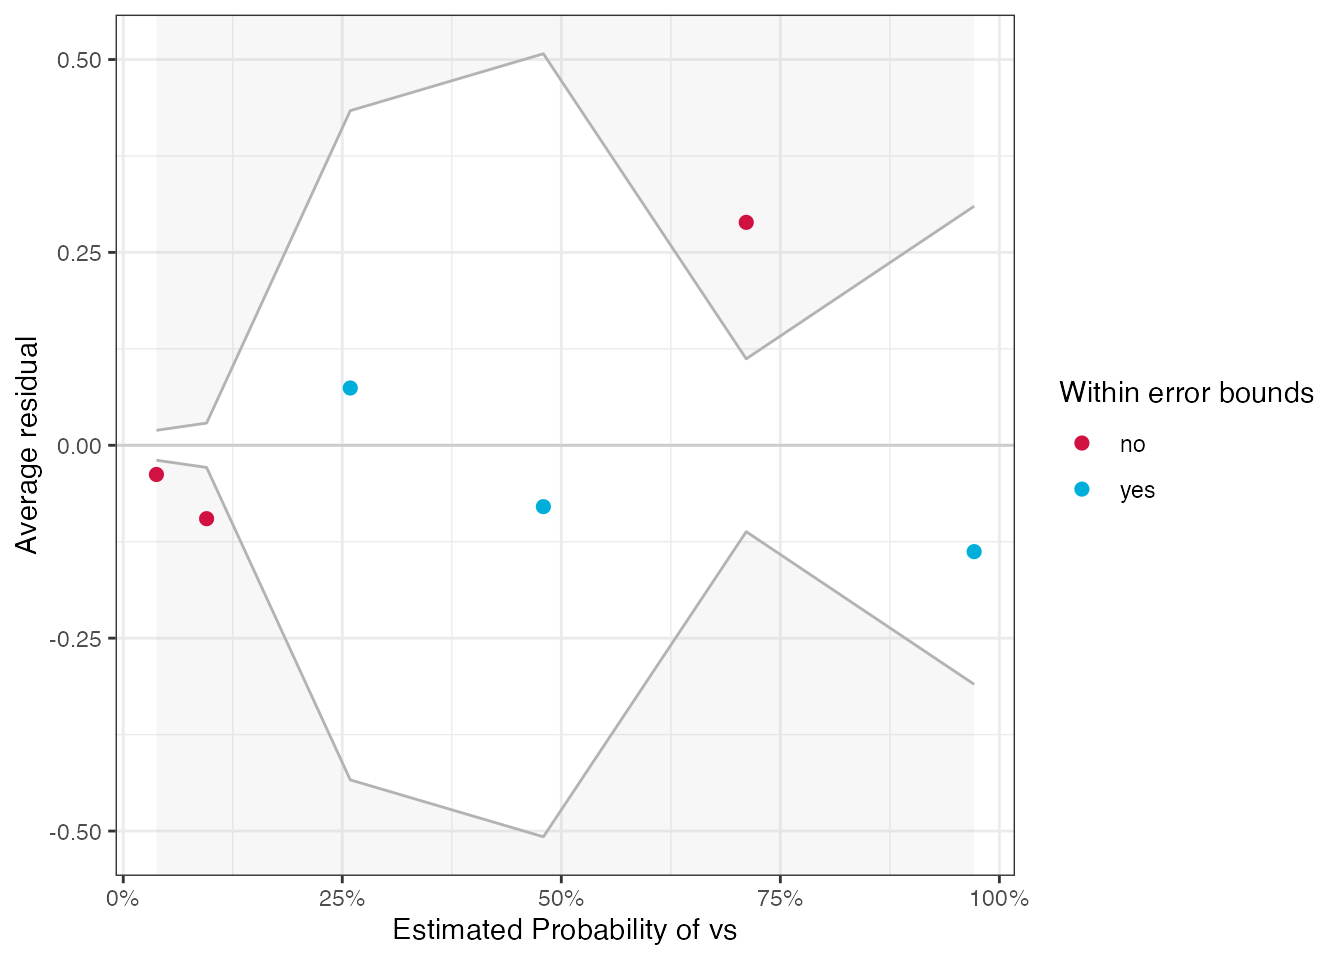 0.50
0.25
0.00
-0.25
-0.50
Average residual
0%
25%
50%
75%
100%
Estimated Probability of vs
Within error bounds
no
yes